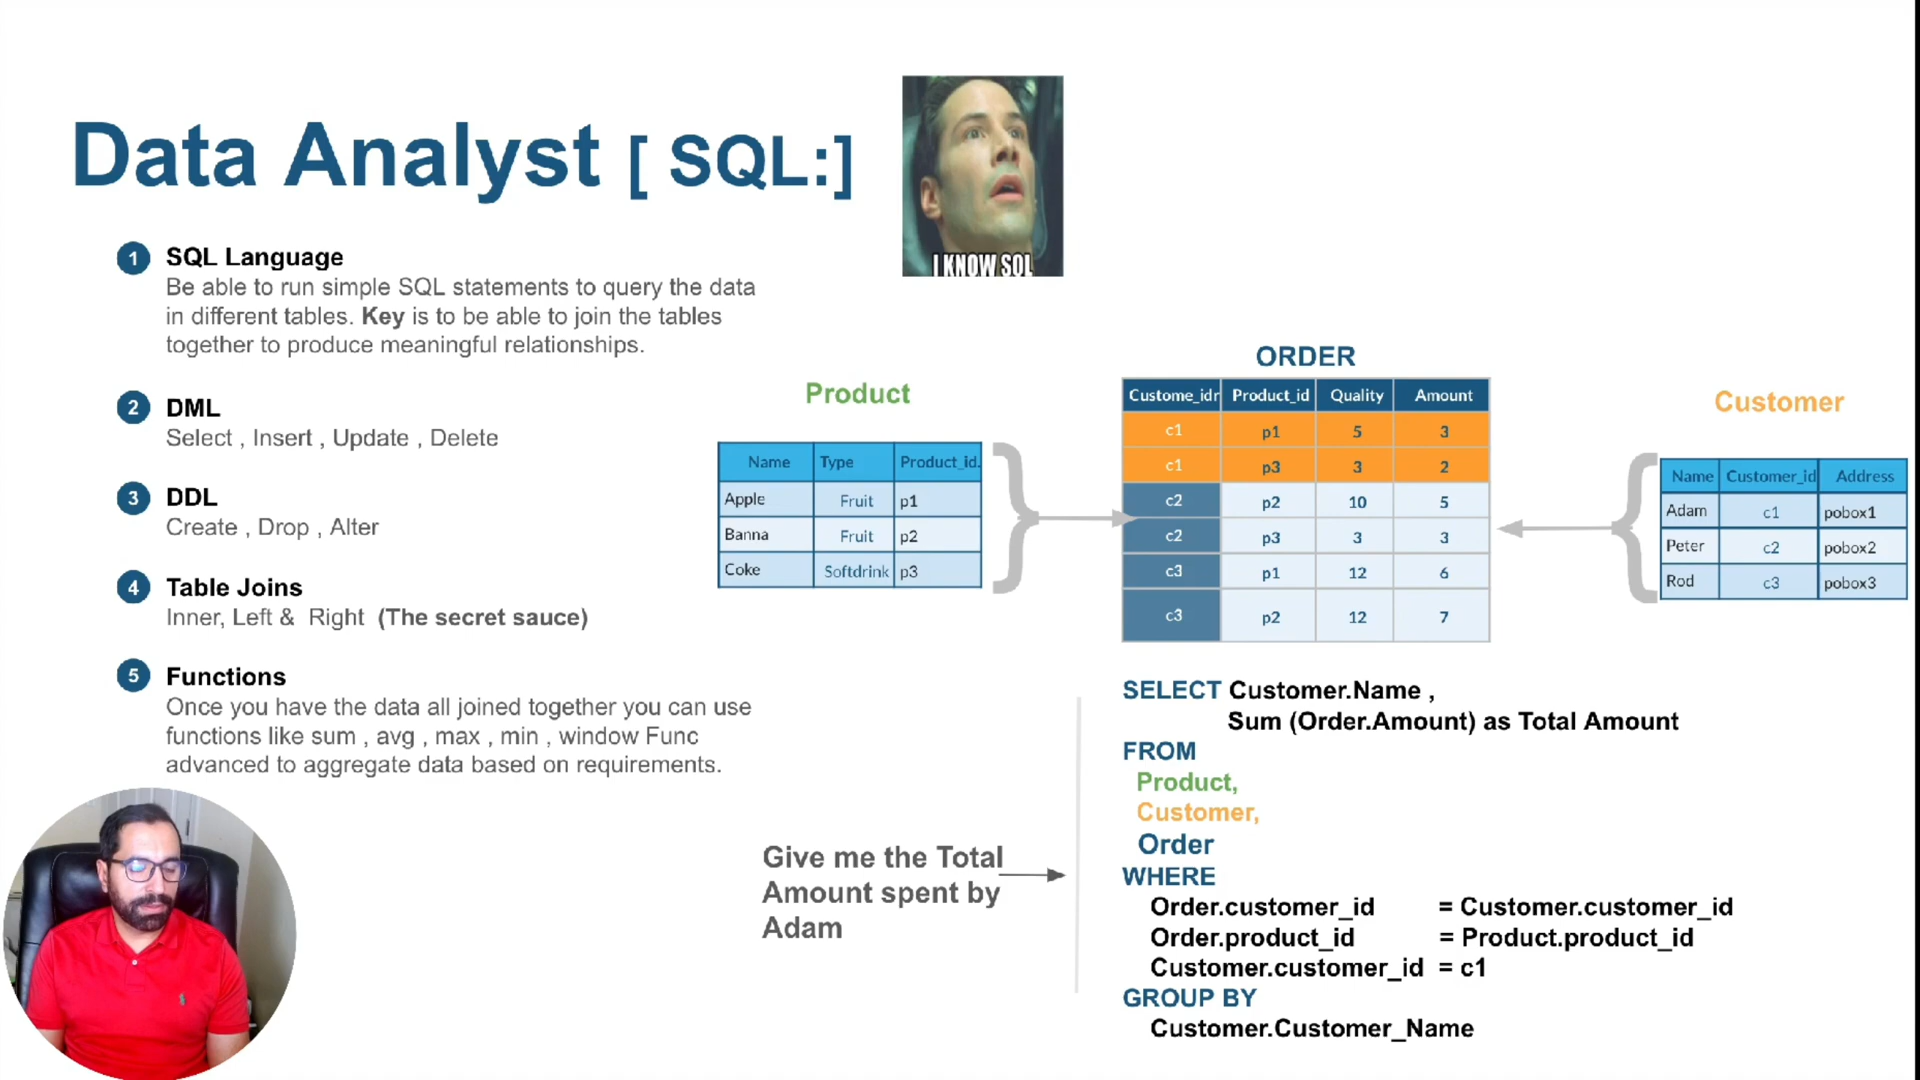 Data Analyst [ SQL:]
I KNOW SQL
1 SQL Language
Be able to run simple SQL statements to query the data
in different tables. Key is to be able to join the tables
together to produce meaningful relationships.
2 DML
Select , Insert , Update , Delete
3 DDL
Create , Drop , Alter
4 Table Joins
Inner, Left & Right (The secret sauce)
5 Functions
Once you have the data all joined together you can use
functions like sum , avg , max , min , window Func
advanced to aggregate data based on requirements.
Product
Name Type Product_id.
Apple Fruit p1
Banna Fruit p2
Coke Softdrink p3
ORDER
Custome_idr Product_id Quality Amount
c1 p1 5 3
c1 p3 3 2
c2 p2 10 5
c2 p3 3 3
c3 p1 12 6
c3 p2 12 7
Customer
Name Customer_id Address
Adam c1 pobox1
Peter c2 pobox2
Rod c3 pobox3
Give me the Total
Amount spent by
Adam
SELECT Customer.Name ,
Sum (Order.Amount) as Total Amount
FROM
Product,
Customer,
Order
WHERE
Order.customer_id = Customer.customer_id
Order.product_id = Product.product_id
Customer.customer_id = c1
GROUP BY
Customer.Customer_Name